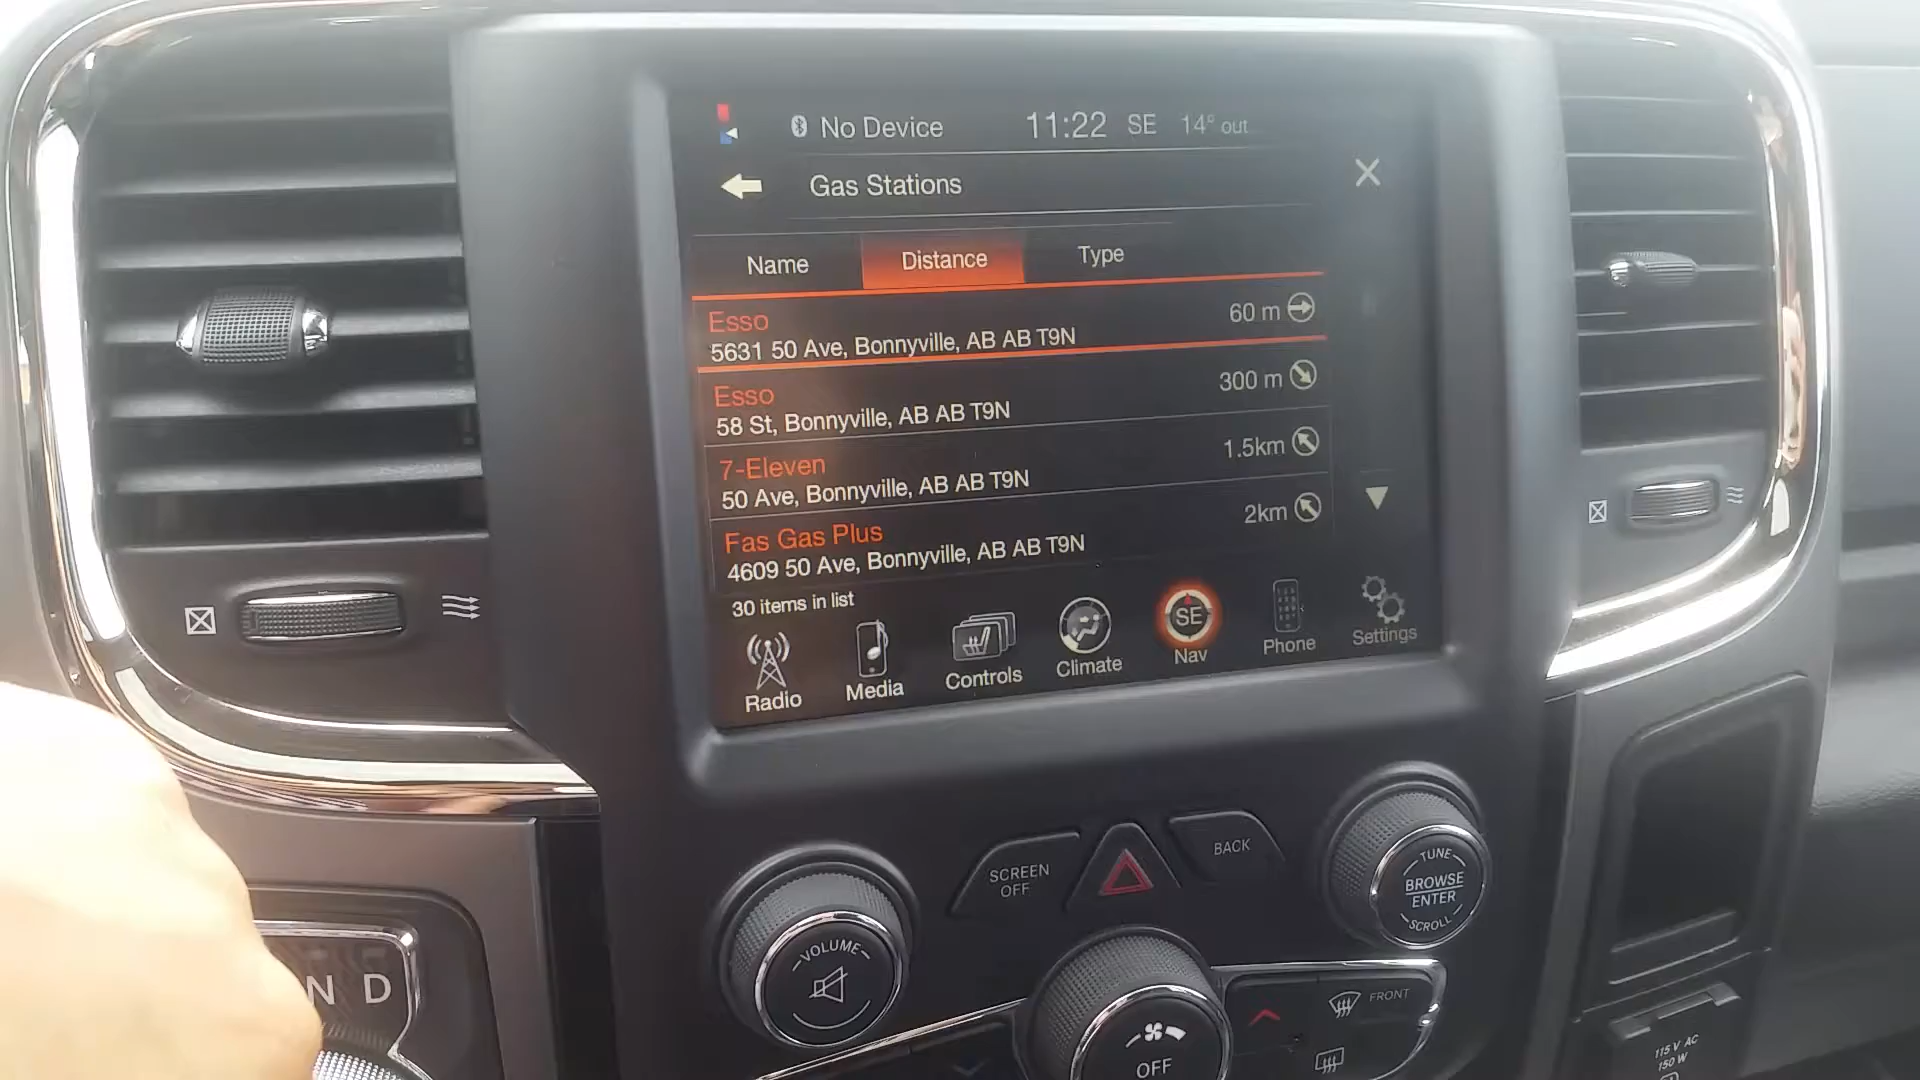 No Device 11:22 SE 14° out
Gas Stations
Name Distance Type
Esso 60 m
5631 50 Ave, Bonnyville, AB AB T9N
Esso 300 m
58 St, Bonnyville, AB AB T9N
7-Eleven 1.5km
50 Ave, Bonnyville, AB AB T9N
Fas Gas Plus 2km
4609 50 Ave, Bonnyville, AB AB T9N
30 items in list
SE
Radio Media Controls Climate Nav Phone Settings
SCREEN
OFF
BACK
TUNE
BROWSE
ENTER
SCROLL
VOLUME
N D
FRONT
OFF
115 V AC
150 W